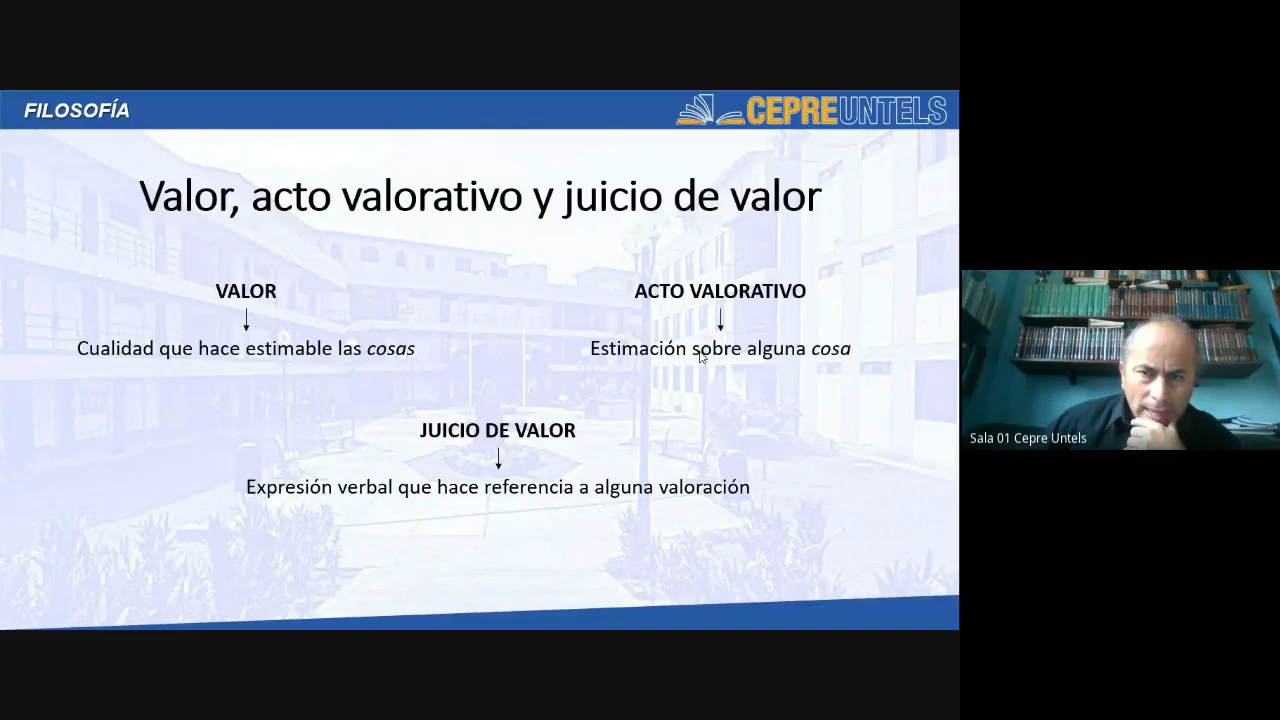 FILOSOFÍA
CEPREUNTELS
Valor, acto valorativo y juicio de valor
VALOR
ACTO VALORATIVO
Cualidad que hace estimable las cosas
Estimación sobre alguna cosa
JUICIO DE VALOR
Expresión verbal que hace referencia a alguna valoración
Sala 01 Cepre Untels